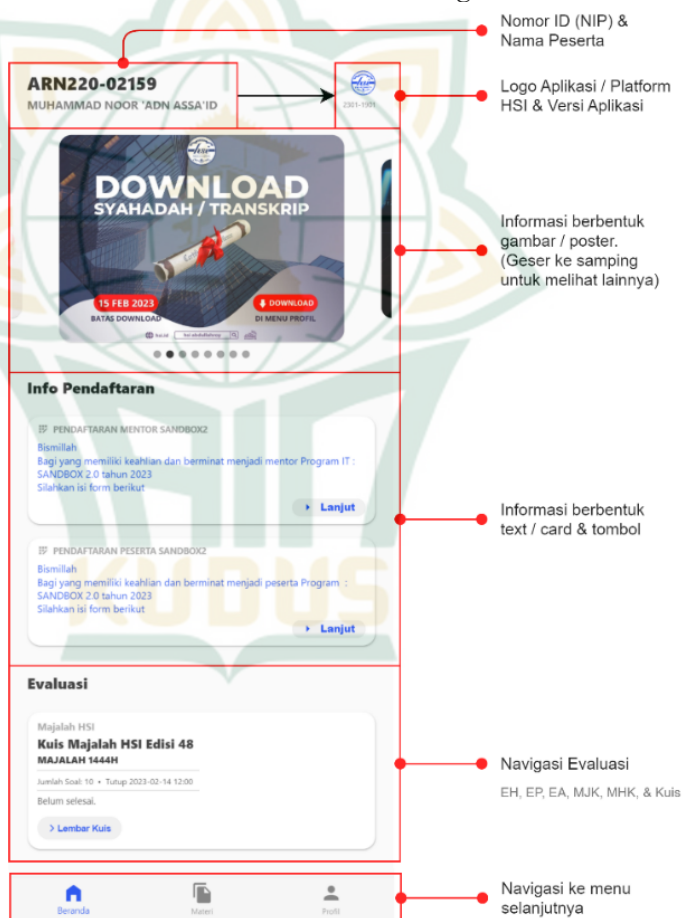 Nomor ID (NIP) &
Nama Peserta
ARN220-02159
MUHAMMAD NOOR 'ADN ASSA'ID
2301-1301
Logo Aplikasi / Platform
HSI & Versi Aplikasi
DOWNLOAD
SYAHADAH / TRANSKRIP
15 FEB 2023
BATAS DOWNLOAD
DOWNLOAD
DI MENU PROFIL
Informasi berbentuk
gambar / poster.
(Geser ke samping
untuk melihat lainnya)
Info Pendaftaran
PENDAFTARAN MENTOR SANDBOX2
Bismillah
Bagi yang memiliki keahlian dan berminat menjadi mentor Program IT :
SANDBOX 2.0 tahun 2023
Silahkan isi form berikut
Lanjut
PENDAFTARAN PESERTA SANDBOX2
Bismillah
Bagi yang memiliki keahlian dan berminat menjadi peserta Program :
SANDBOX 2.0 tahun 2023
Silahkan isi form berikut
Lanjut
Informasi berbentuk
text / card & tombol
KUDUS
Evaluasi
Majalah HSI
Kuis Majalah HSI Edisi 48
MAJALAH 1444H
Jumlah Soal: 10 • Tutup 2023-02-14 12:00
Belum selesai.
> Lembar Kuis
Navigasi Evaluasi
EH, EP, EA, MJK, MHK, & Kuis
Beranda
Materi
Profil
Navigasi ke menu
selanjutnya